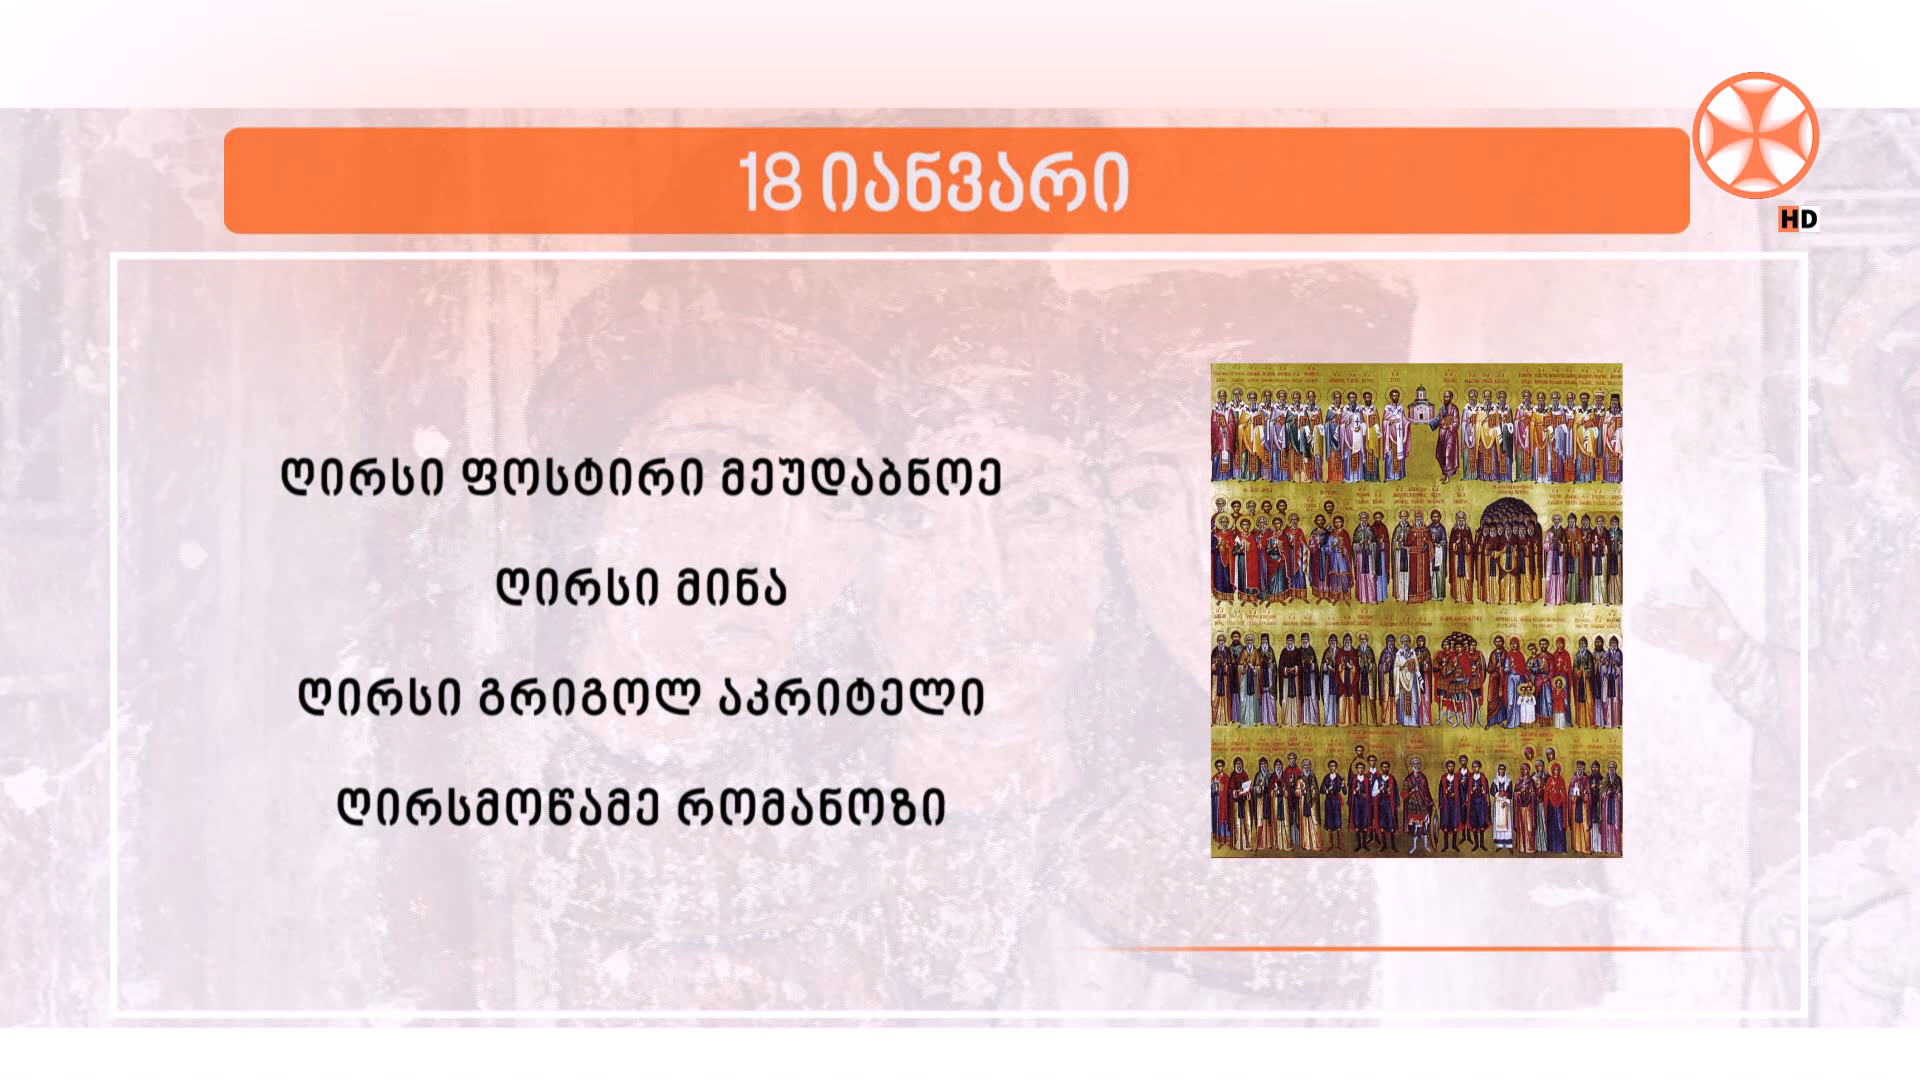 18 იანვარი
HD
ღირსი ფოსტირი მეუდაბნოე
ღირსი მინა
ღირსი გრიგოლ აკრიტელი
ღირსმოწამე რომანოზი